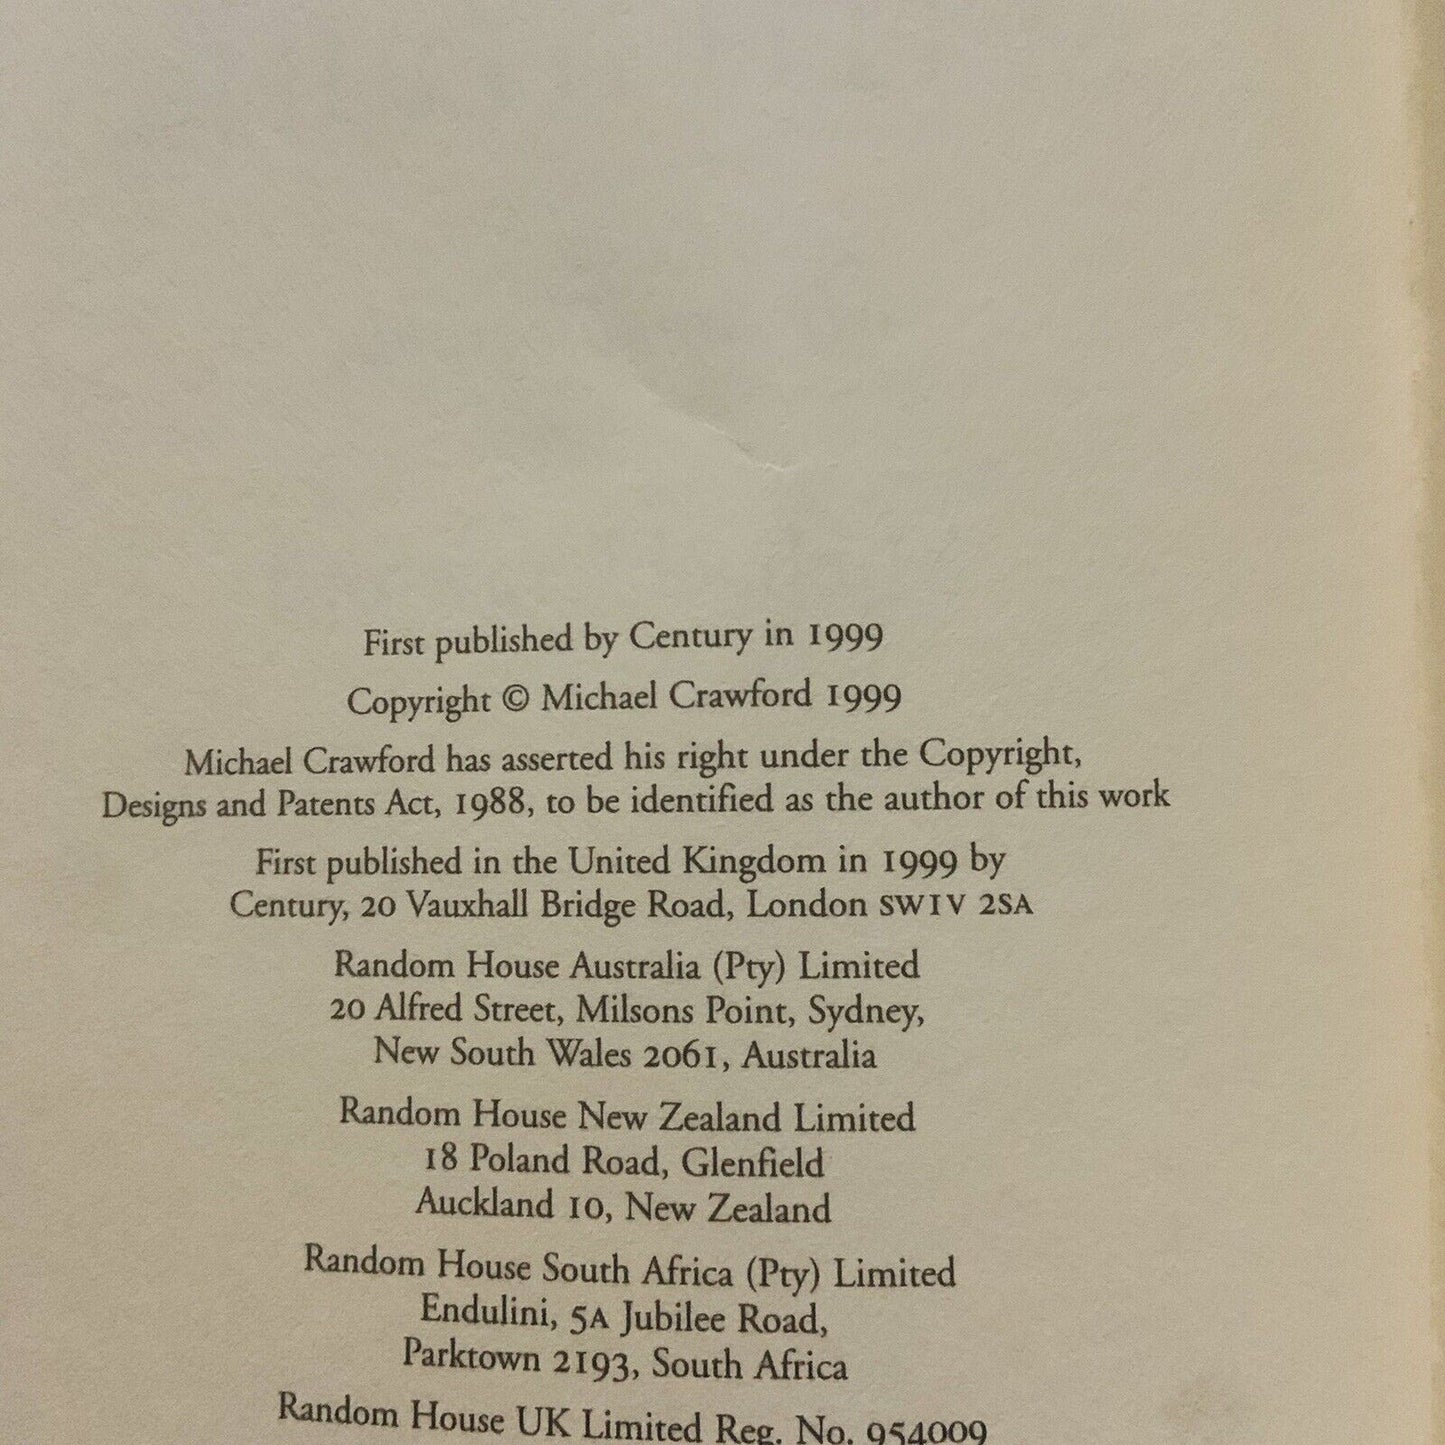 First published by Century in 1999
Copyright © Michael Crawford 1999
Michael Crawford has asserted his right under the Copyright,
Designs and Patents Act, 1988, to be identified as the author of this work
First published in the United Kingdom in 1999 by
Century, 20 Vauxhall Bridge Road, London SW1V 2SA
Random House Australia (Pty) Limited
20 Alfred Street, Milsons Point, Sydney,
New South Wales 2061, Australia
Random House New Zealand Limited
18 Poland Road, Glenfield
Auckland 10, New Zealand
Random House South Africa (Pty) Limited
Endulini, 5A Jubilee Road,
Parktown 2193, South Africa
Random House UK Limited Reg. No. 954009